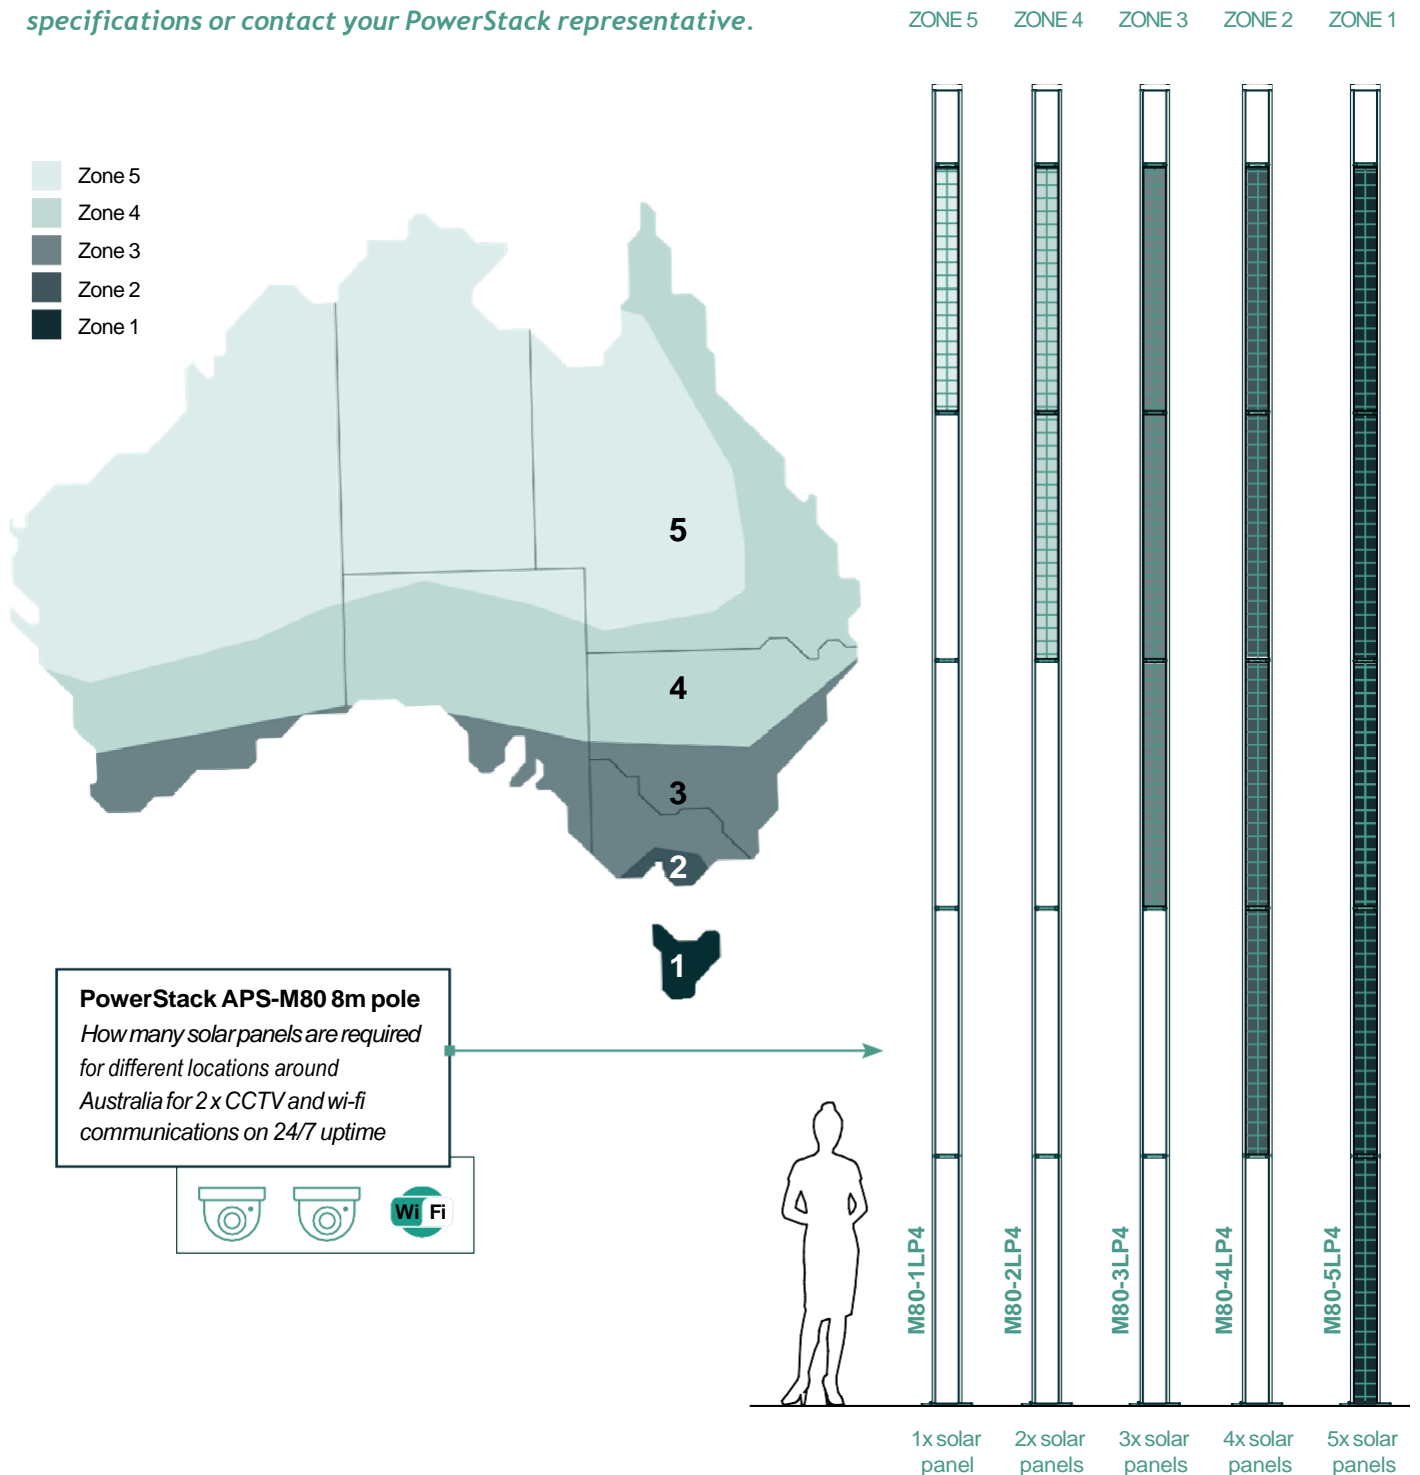 specifications or contact your PowerStack representative.
ZONE 5 ZONE 4 ZONE 3 ZONE 2 ZONE 1
Zone 5
Zone 4
Zone 3
Zone 2
Zone 1
5
4
3
2
1
PowerStack APS-M80 8m pole
How many solar panels are required
for different locations around
Australia for 2 x CCTV and wi-fi
communications on 24/7 uptime
Wi Fi
M80-1LP4
M80-2LP4
M80-3LP4
M80-4LP4
M80-5LP4
1x solar 2x solar 3x solar 4x solar 5x solar
panel panels panels panels panels